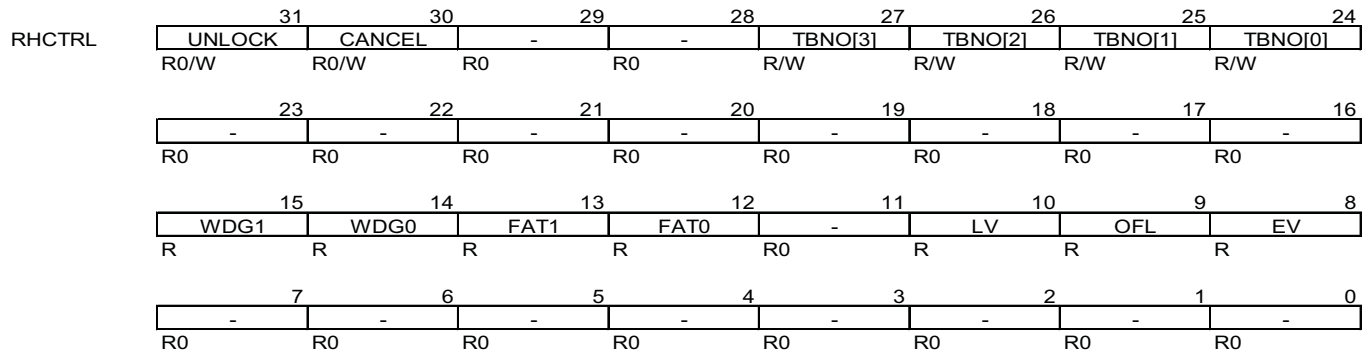 31 30 29 28 27 26 25 24
RHCTRL UNLOCK CANCEL - - TBNO[3] TBNO[2] TBNO[1] TBNO[0]
R0/W R0/W R0 R0 R/W R/W R/W R/W
23 22 21 20 19 18 17 16
- - - - - - - -
R0 R0 R0 R0 R0 R0 R0 R0
15 14 13 12 11 10 9 8
WDG1 WDG0 FAT1 FAT0 - LV OFL EV
R R R R R0 R R R
7 6 5 4 3 2 1 0
- - - - - - - -
R0 R0 R0 R0 R0 R0 R0 R0